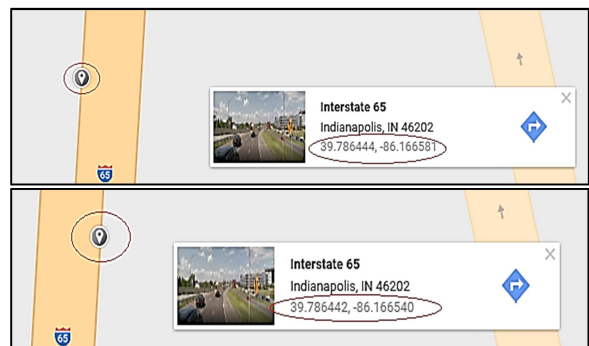 Interstate 65
Indianapolis, IN 46202
39.786444, -86.166581
65
Interstate 65
Indianapolis, IN 46202
39.786442, -86.166540
65